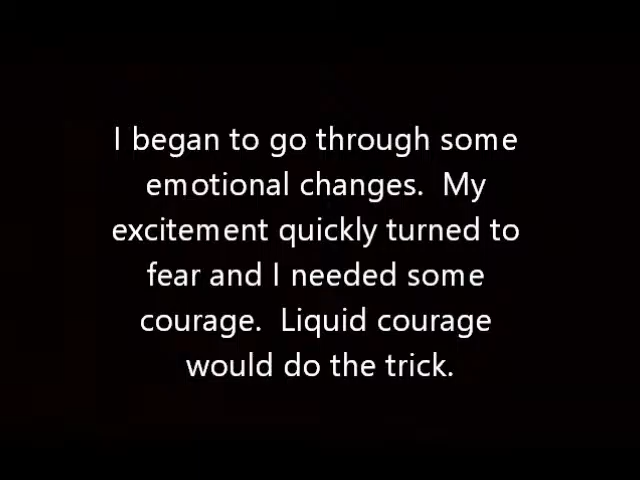 I began to go through some
emotional changes.  My
excitement quickly turned to
fear and I needed some
courage.  Liquid courage
would do the trick.